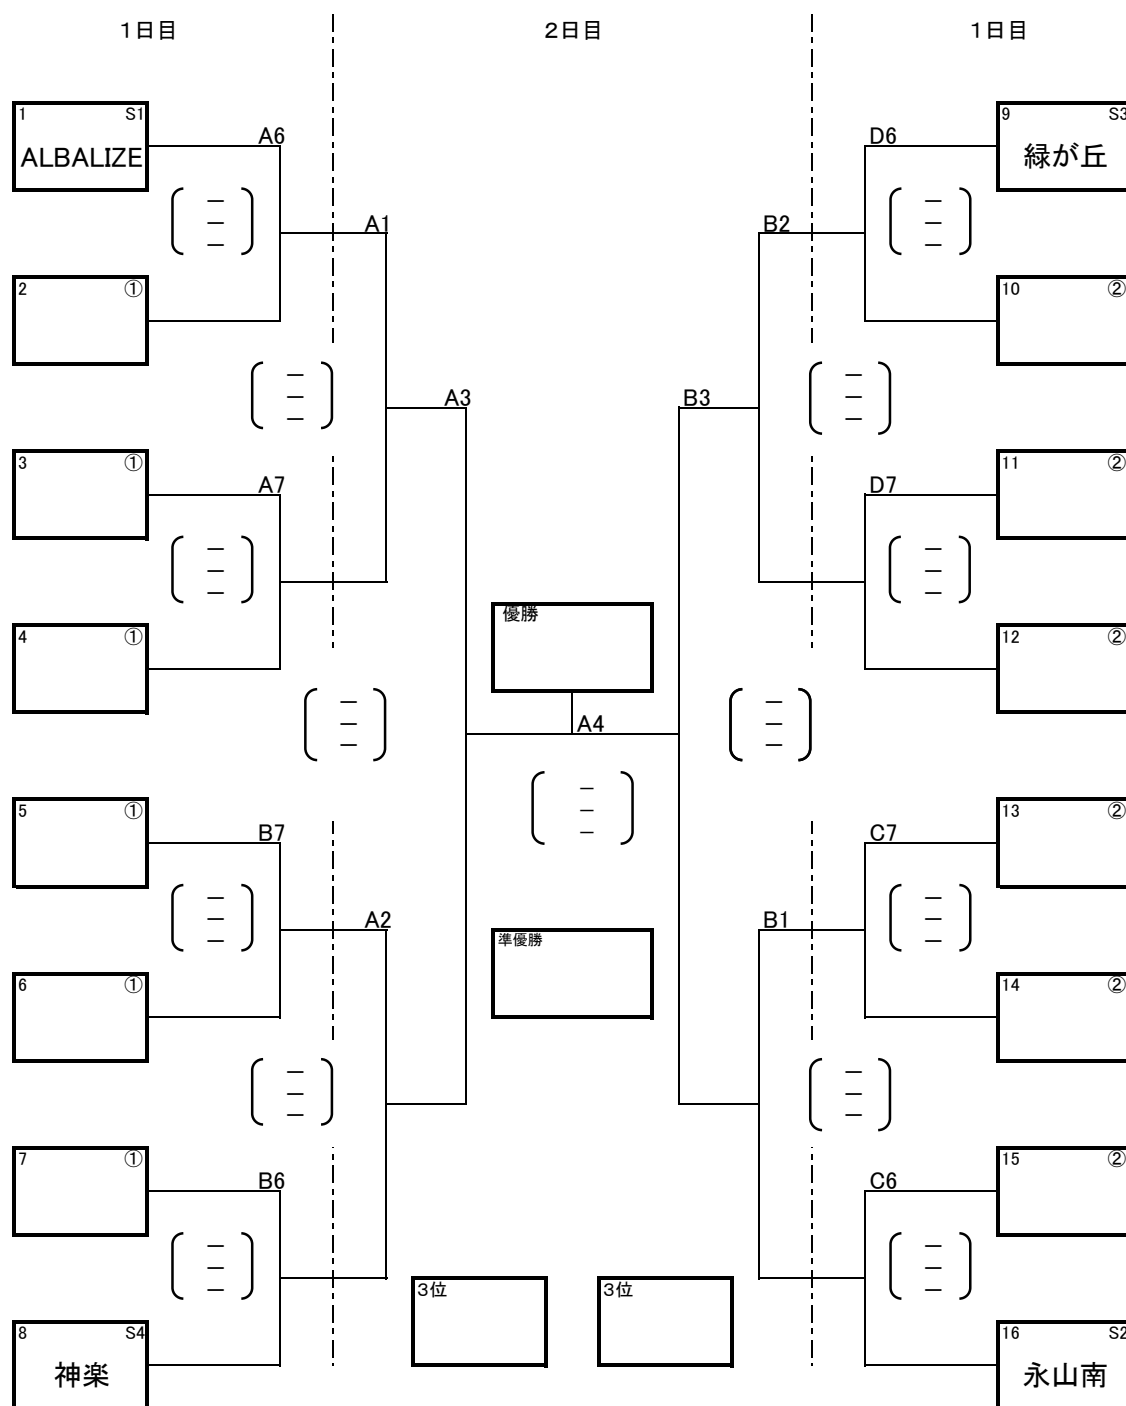 1日目 2日目 1日目
1 S1 9 S3
ALBALIZE A6 D6 緑が丘
－ －
－ A1 B2 －
－ －
2 ① 10 ②
－ －
－ A3 B3 －
－ －
3 ① 11 ②
A7 D7
－ －
－ －
－ －
優勝
4 ① 12 ②
－ －
－ A4 －
－ －
－
5 ① － 13 ②
B7 － C7
－ －
－ A2 B1 －
－ 準優勝 －
6 ① 14 ②
－ －
－ －
－ －
7 ① 15 ②
B6 C6
－ －
－ －
－ 3位 3位 －
8 S4 16 S2
神楽 永山南